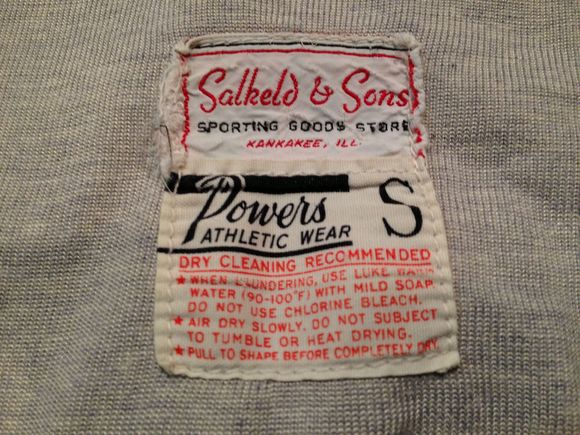 Salkeld & Sons
SPORTING GOODS STORE
KANKAKEE, ILL.
Powers S
ATHLETIC WEAR
DRY CLEANING RECOMMENDED
★ WHEN LAUNDERING, USE LUKE WARM
WATER (90-100°F) WITH MILD SOAP.
DO NOT USE CHLORINE BLEACH.
★ AIR DRY SLOWLY. DO NOT SUBJECT
TO TUMBLE OR HEAT DRYING.
★ PULL TO SHAPE BEFORE COMPLETELY DRY.